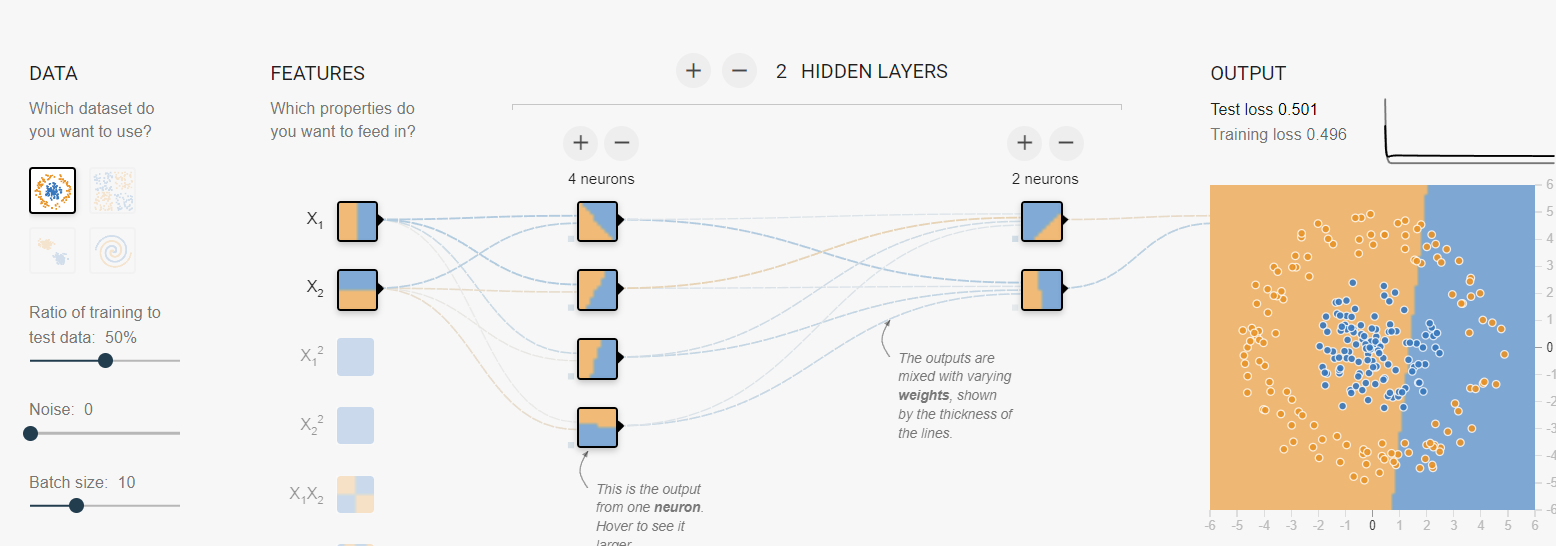 DATA
Which dataset do
you want to use?
Ratio of training to
test data: 50%
Noise: 0
Batch size: 10
FEATURES
Which properties do
you want to feed in?
X₁
X₂
X₁²
X₂²
X₁X₂
+ − 2 HIDDEN LAYERS
+ −
4 neurons
+ −
2 neurons
This is the output
from one neuron.
Hover to see it
larger.
The outputs are
mixed with varying
weights, shown
by the thickness of
the lines.
OUTPUT
Test loss 0.501
Training loss 0.496
6
5
4
3
2
1
0
-1
-2
-3
-4
-5
-6
-6 -5 -4 -3 -2 -1 0 1 2 3 4 5 6